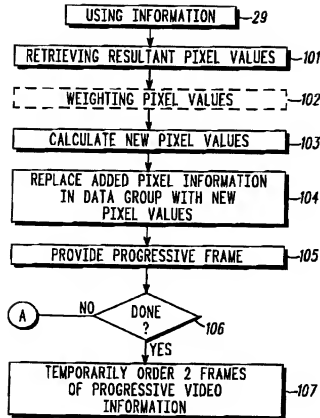 USING INFORMATION
29
RETRIEVING RESULTANT PIXEL VALUES
101
WEIGHTING PIXEL VALUES
102
CALCULATE NEW PIXEL VALUES
103
REPLACE ADDED PIXEL INFORMATION
IN DATA GROUP WITH NEW
PIXEL VALUES
104
PROVIDE PROGRESSIVE FRAME
105
A
NO
DONE
?
106
YES
TEMPORARILY ORDER 2 FRAMES
OF PROGRESSIVE VIDEO
INFORMATION
107